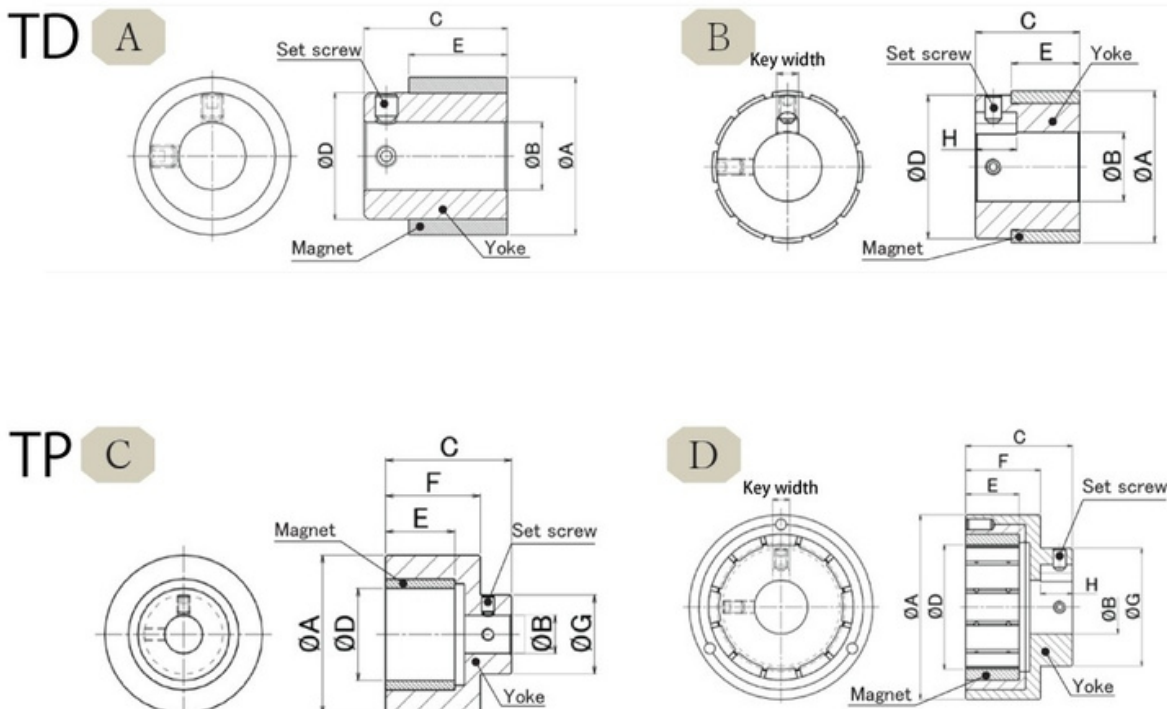 TD
A
C
E
Set screw
ØD
ØB
ØA
Magnet
Yoke
B
Key width
C
E
Set screw
Yoke
H
ØD
ØB
ØA
Magnet
TP
C
C
F
E
Magnet
Set screw
ØA
ØD
ØB
ØG
Yoke
D
Key width
C
F
E
Set screw
H
ØA
ØD
ØB
ØG
Magnet
Yoke